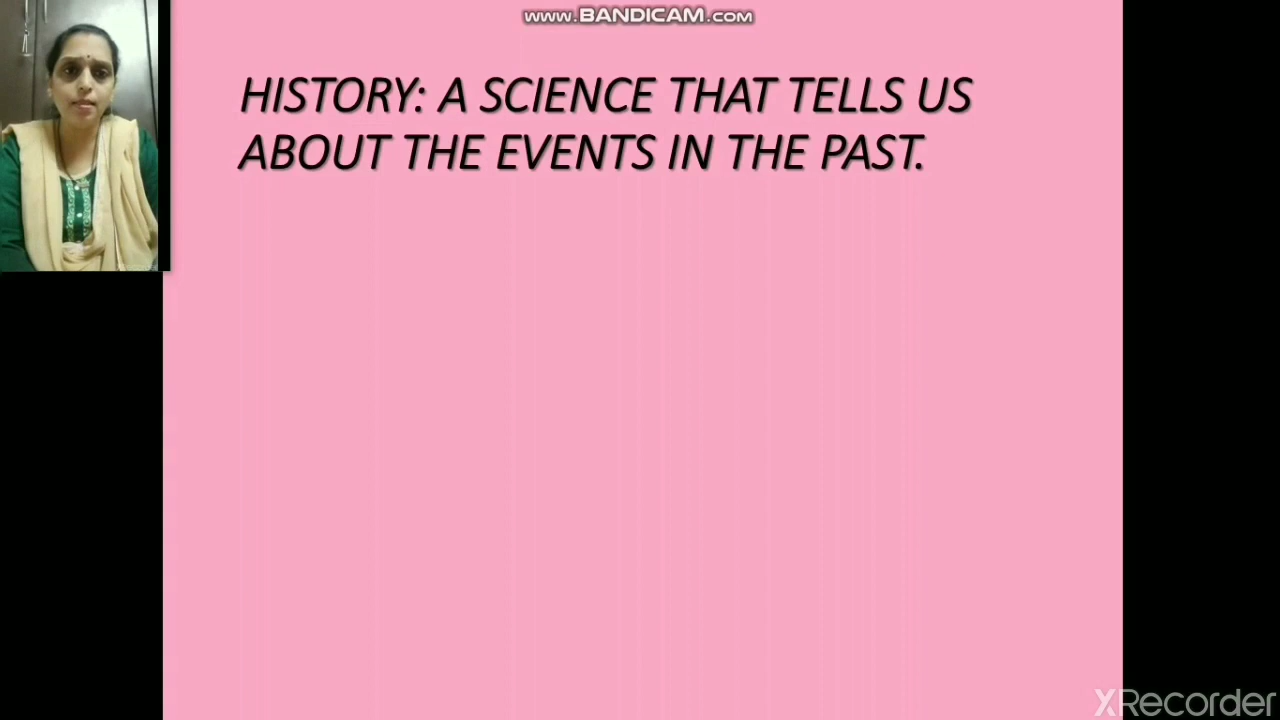 www.BANDICAM.com
HISTORY: A SCIENCE THAT TELLS US
ABOUT THE EVENTS IN THE PAST.
XRecorder